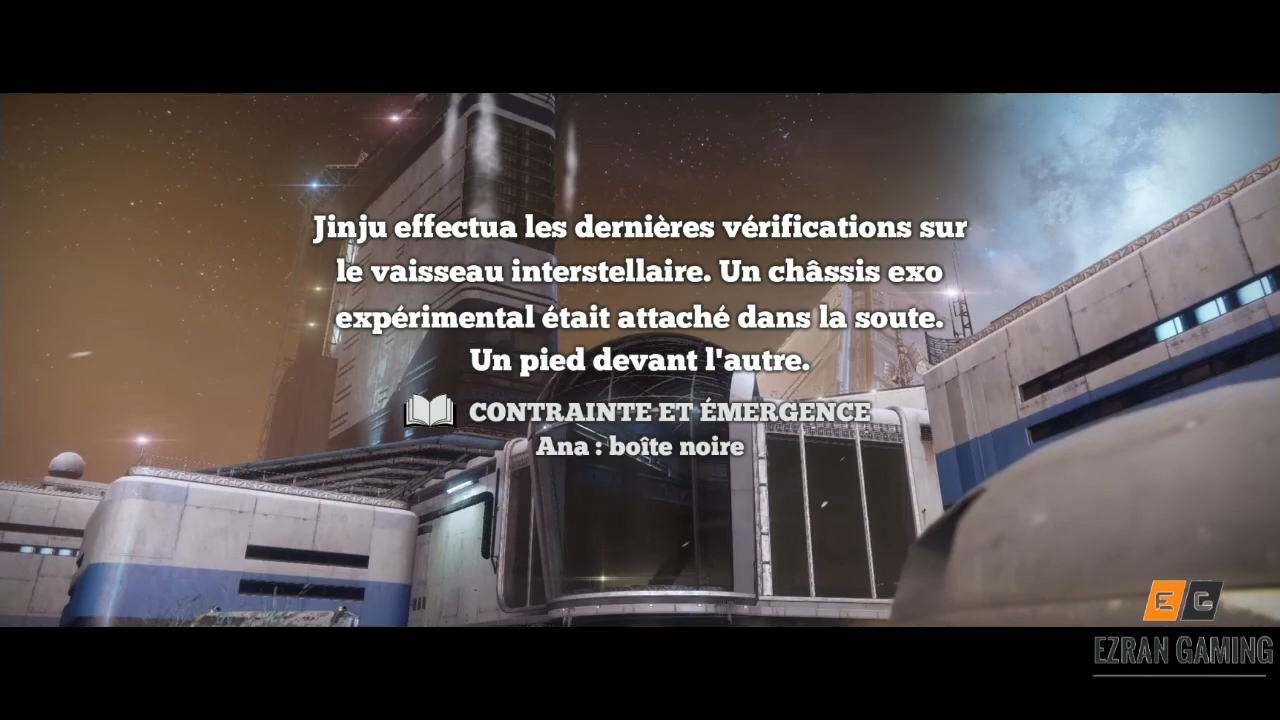 Jinju effectua les dernières vérifications sur
le vaisseau interstellaire. Un châssis exo
expérimental était attaché dans la soute.
Un pied devant l'autre.
CONTRAINTE ET ÉMERGENCE
Ana : boîte noire
EG
EZRAN GAMING